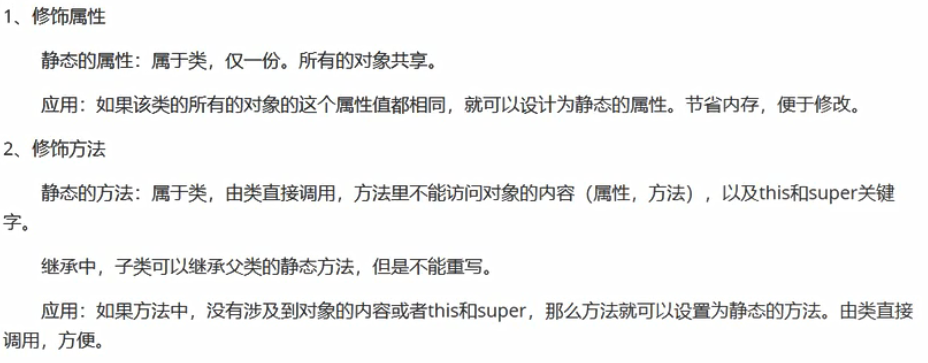 1、修饰属性
静态的属性：属于类，仅一份。所有的对象共享。
应用：如果该类的所有的对象的这个属性值都相同，就可以设计为静态的属性。节省内存，便于修改。
2、修饰方法
静态的方法：属于类，由类直接调用，方法里不能访问对象的内容（属性，方法），以及this和super关键
字。
继承中，子类可以继承父类的静态方法，但是不能重写。
应用：如果方法中，没有涉及到对象的内容或者this和super，那么方法就可以设置为静态的方法。由类直接
调用，方便。